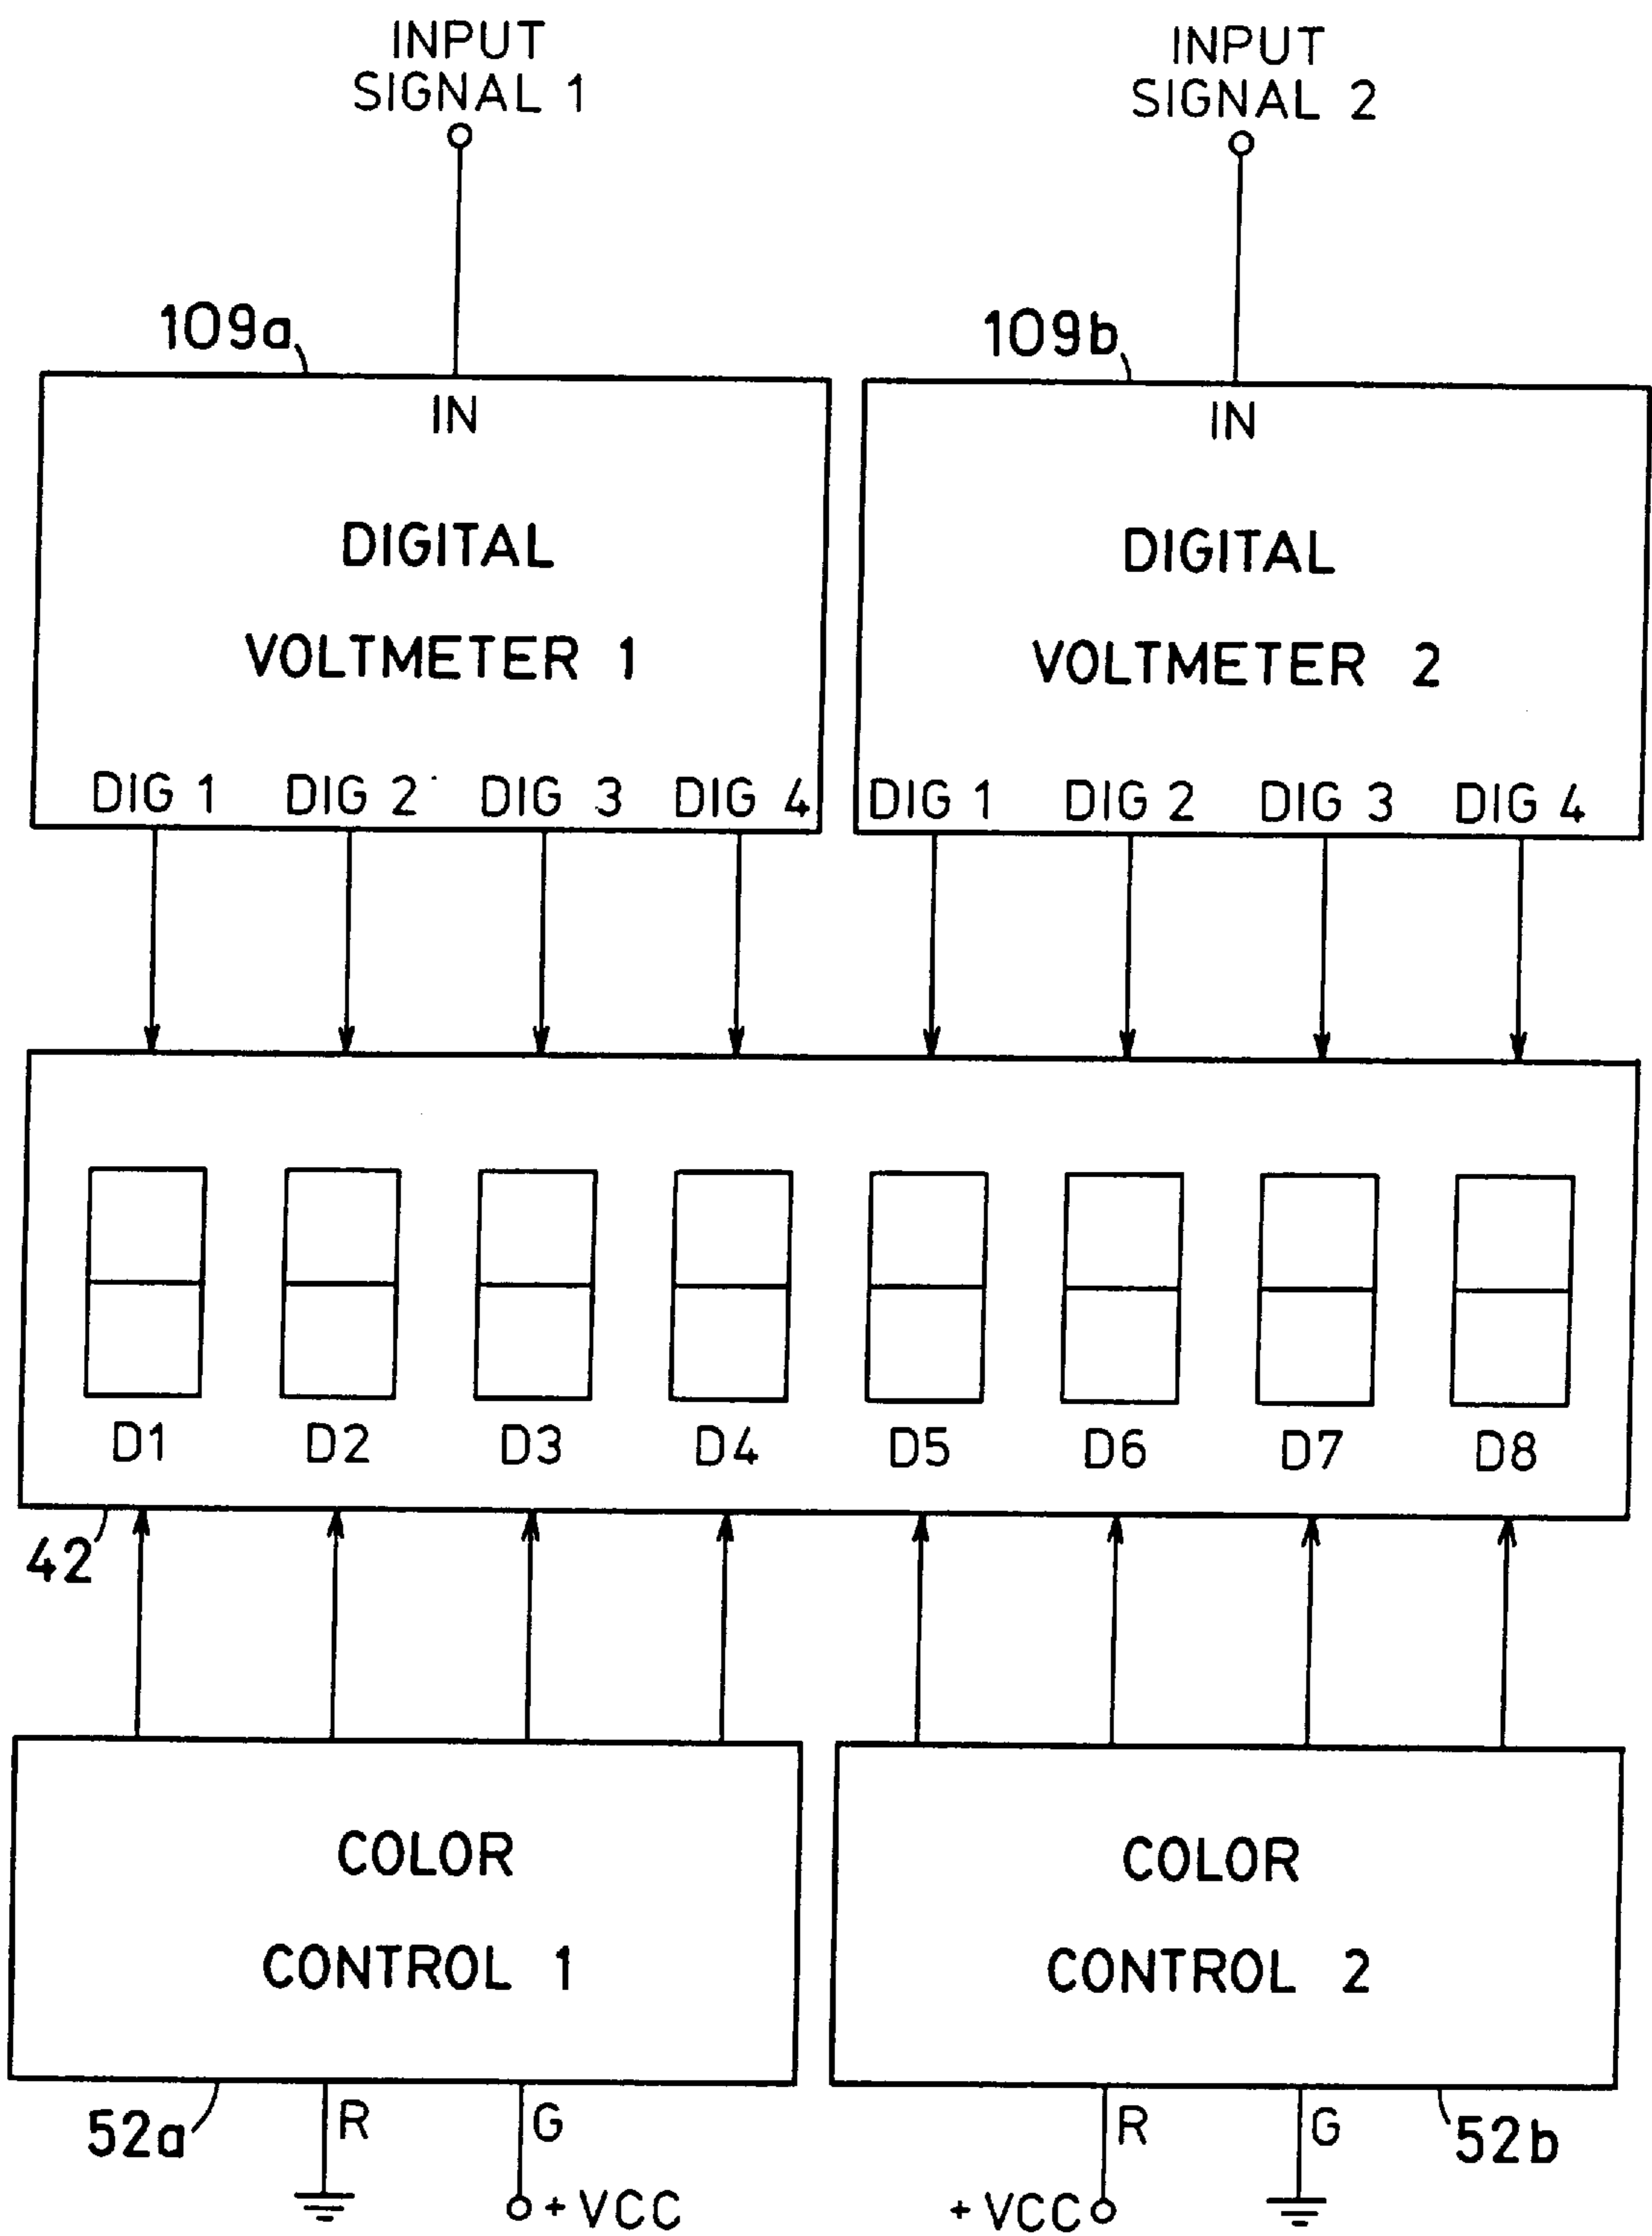 INPUT
SIGNAL 1
INPUT
SIGNAL 2
109a
109b
IN
DIGITAL
VOLTMETER 1
DIG 1 DIG 2 DIG 3 DIG 4
IN
DIGITAL
VOLTMETER 2
DIG 1 DIG 2 DIG 3 DIG 4
D1 D2 D3 D4 D5 D6 D7 D8
42
COLOR
CONTROL 1
COLOR
CONTROL 2
52a
R
G
+VCC
R
G
52b
+VCC